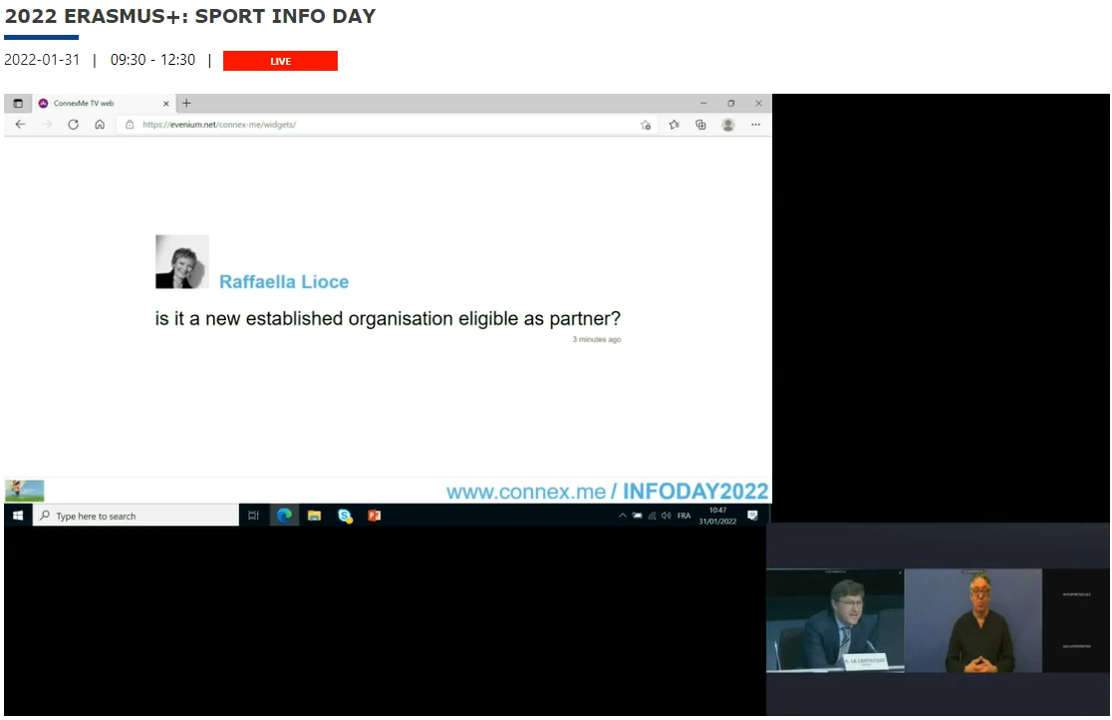 2022 ERASMUS+: SPORT INFO DAY
2022-01-31 | 09:30 - 12:30 | LIVE
ConnexMe TV web
https://evenium.net/connex-me/widgets/
Raffaella Lioce
is it a new established organisation eligible as partner?
3 minutes ago
www.connex.me / INFODAY2022
Type here to search
FRA
10:47
31/01/2022